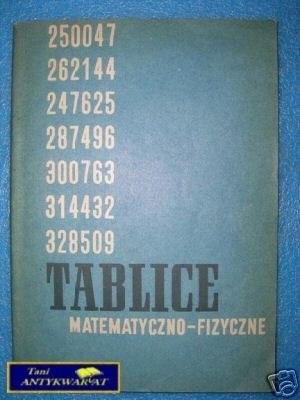 250047
262144
247625
287496
300763
314432
328509
TABLICE
MATEMATYCZNO-FIZYCZNE
Tani
ANTYKWARIAT